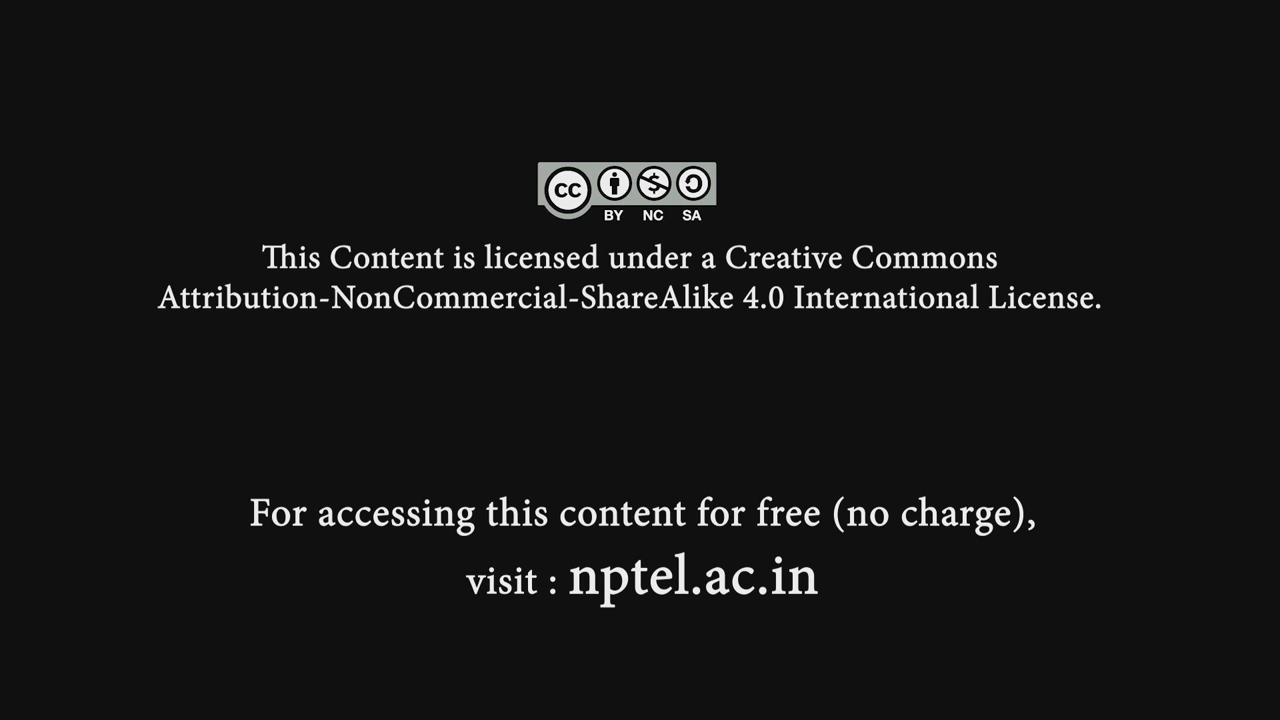 cc
BY NC SA
This Content is licensed under a Creative Commons
Attribution-NonCommercial-ShareAlike 4.0 International License.
For accessing this content for free (no charge),
visit : nptel.ac.in